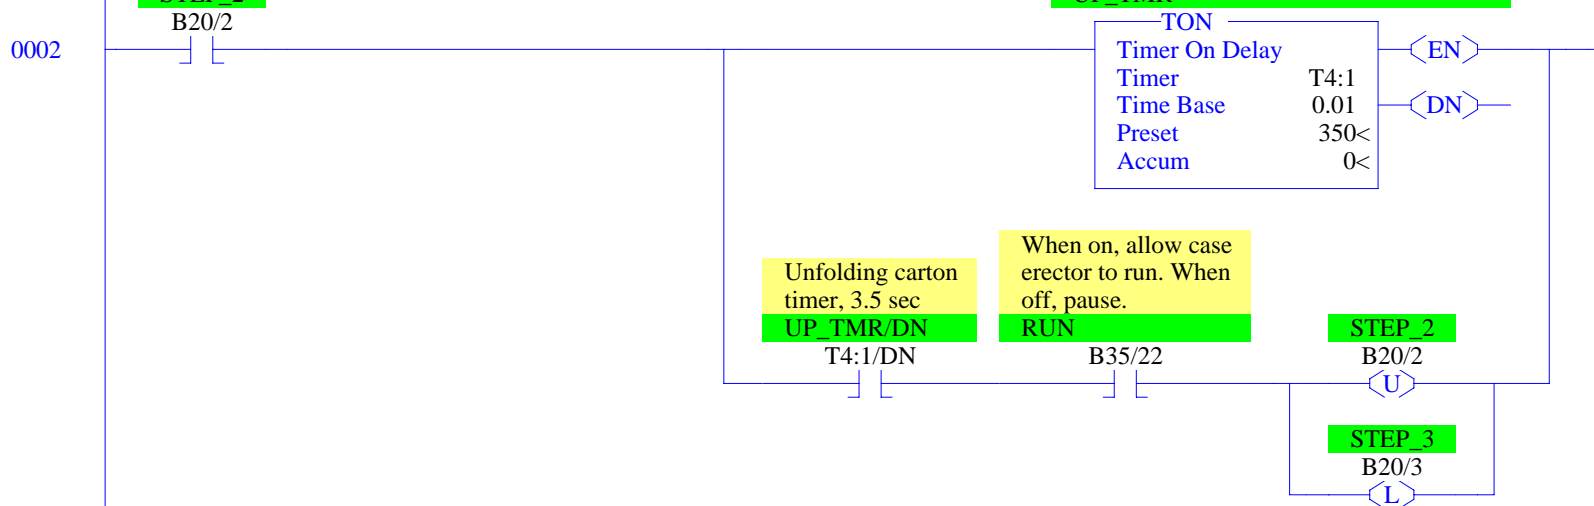 STEP_2
UP_TMR
B20/2
TON
0002
Timer On Delay
EN
Timer T4:1
Time Base 0.01
DN
Preset 350<
Accum 0<
Unfolding carton
timer, 3.5 sec
UP_TMR/DN
T4:1/DN
When on, allow case
erector to run. When
off, pause.
RUN
B35/22
STEP_2
B20/2
U
STEP_3
B20/3
L